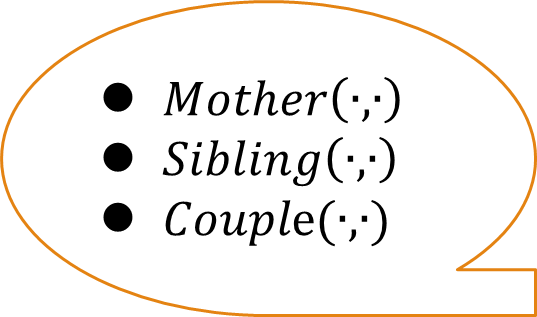 ● Mother(·,·)
● Sibling(·,·)
● Couple(·,·)